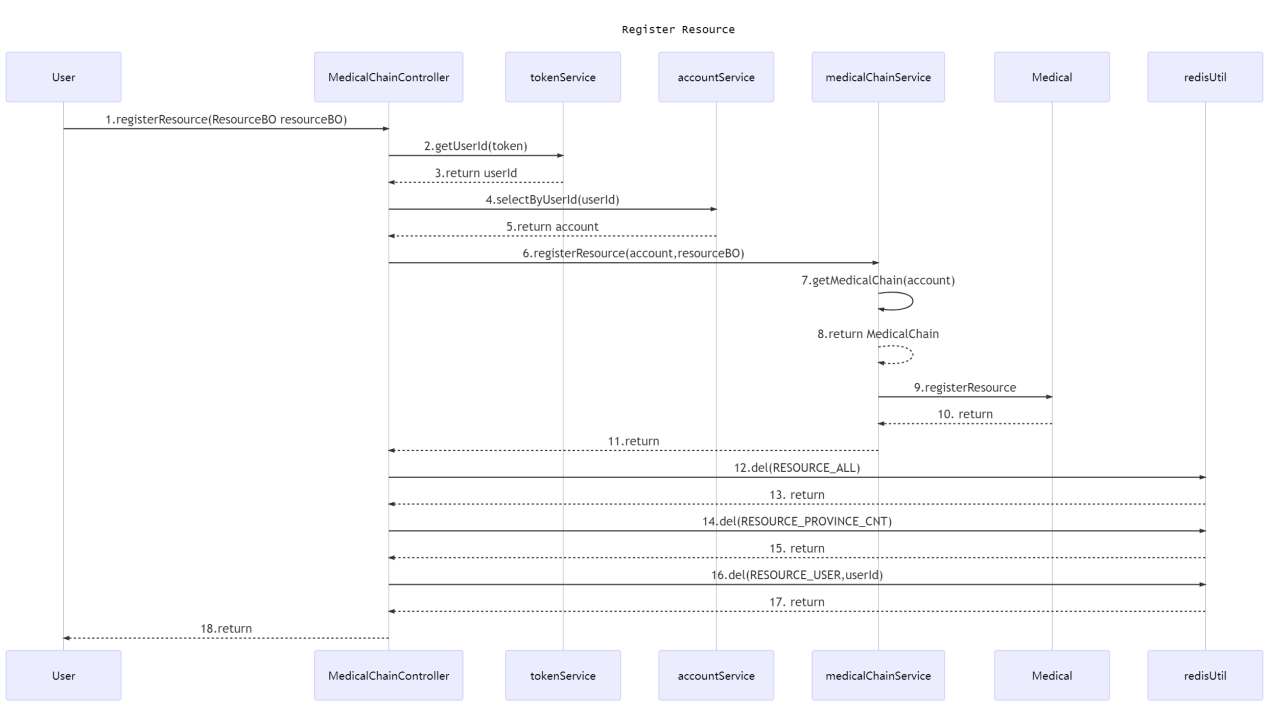 Register Resource
User
MedicalChainController
tokenService
accountService
medicalChainService
Medical
redisUtil
1.registerResource(ResourceBO resourceBO)
2.getUserId(token)
3.return userId
4.selectByUserId(userId)
5.return account
6.registerResource(account,resourceBO)
7.getMedicalChain(account)
8.return MedicalChain
9.registerResource
10. return
11.return
12.del(RESOURCE_ALL)
13. return
14.del(RESOURCE_PROVINCE_CNT)
15. return
16.del(RESOURCE_USER,userId)
17. return
18.return
User
MedicalChainController
tokenService
accountService
medicalChainService
Medical
redisUtil